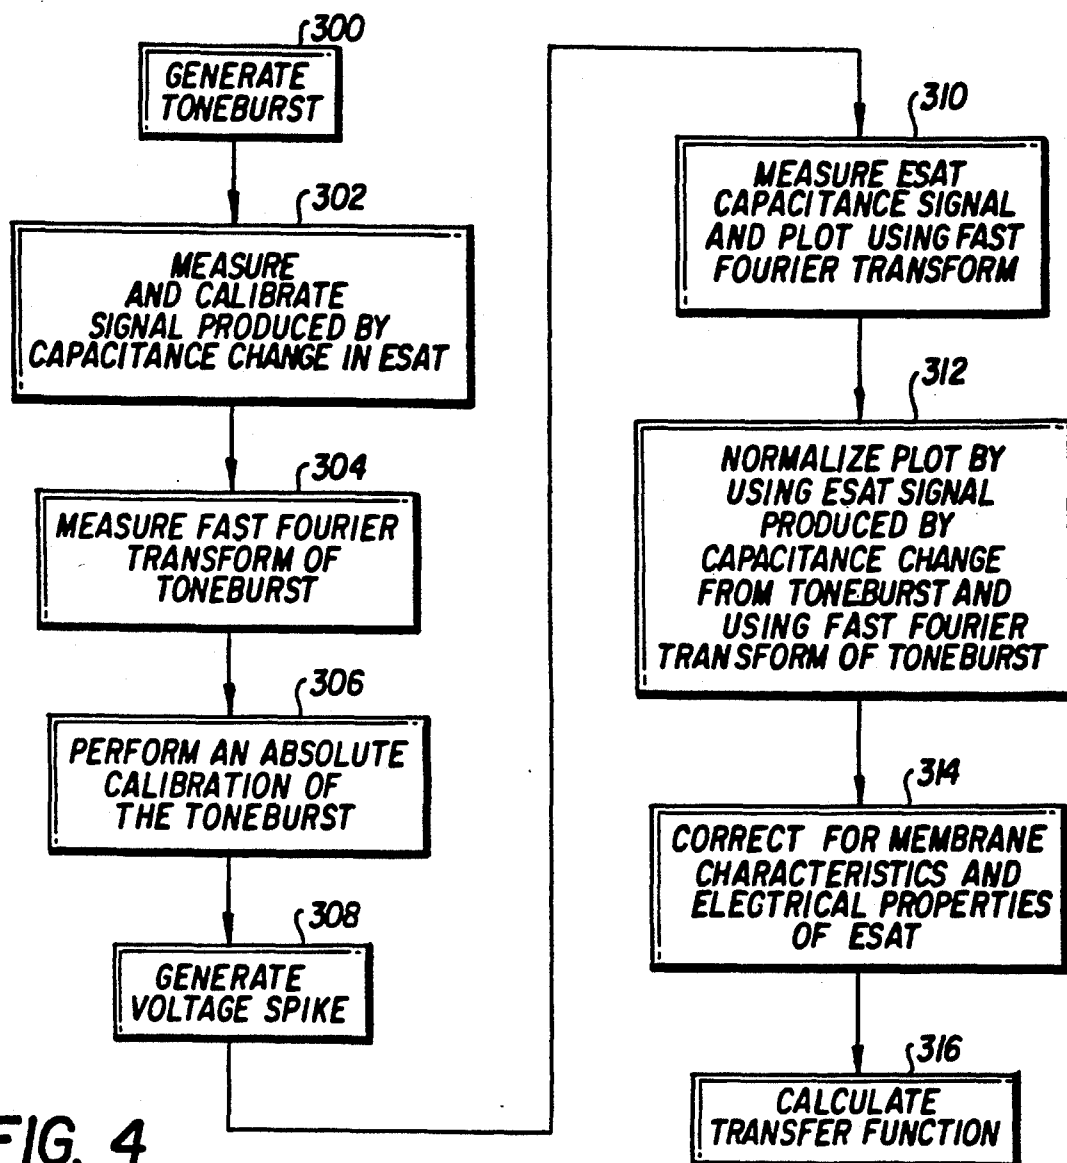 300
GENERATE
TONEBURST
302
MEASURE
AND CALIBRATE
SIGNAL PRODUCED BY
CAPACITANCE CHANGE IN ESAT
304
MEASURE FAST FOURIER
TRANSFORM OF
TONEBURST
306
PERFORM AN ABSOLUTE
CALIBRATION OF
THE TONEBURST
308
GENERATE
VOLTAGE SPIKE
310
MEASURE ESAT
CAPACITANCE SIGNAL
AND PLOT USING FAST
FOURIER TRANSFORM
312
NORMALIZE PLOT BY
USING ESAT SIGNAL
PRODUCED BY
CAPACITANCE CHANGE
FROM TONEBURST AND
USING FAST FOURIER
TRANSFORM OF TONEBURST
314
CORRECT FOR MEMBRANE
CHARACTERISTICS AND
ELECTRICAL PROPERTIES
OF ESAT
316
CALCULATE
TRANSFER FUNCTION
FIG. 4